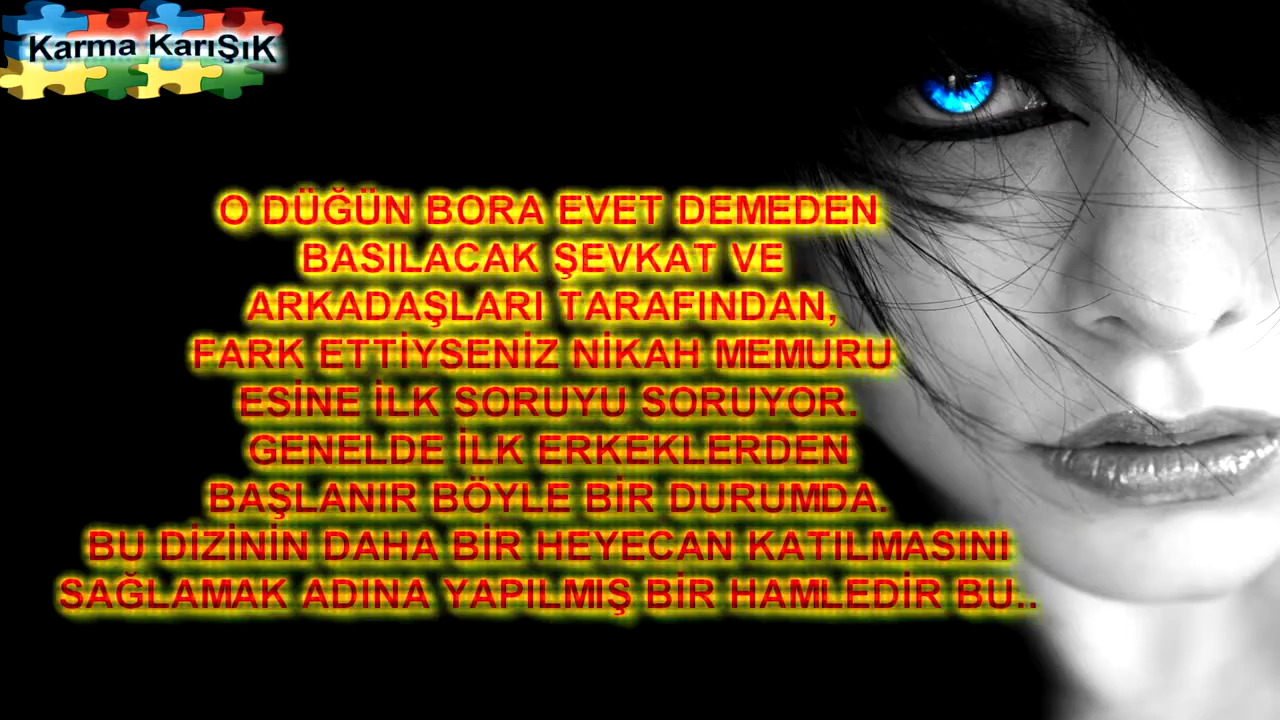 Karma KarıŞıK
O DÜĞÜN BORA EVET DEMEDEN
BASILACAK ŞEVKAT VE
ARKADAŞLARI TARAFINDAN,
FARK ETTİYSENİZ NİKAH MEMURU
ESİNE İLK SORUYU SORUYOR.
GENELDE İLK ERKEKLERDEN
BAŞLANIR BÖYLE BİR DURUMDA.
BU DİZİNİN DAHA BİR HEYECAN KATILMASINI
SAĞLAMAK ADINA YAPILMIŞ BİR HAMLEDİR BU..